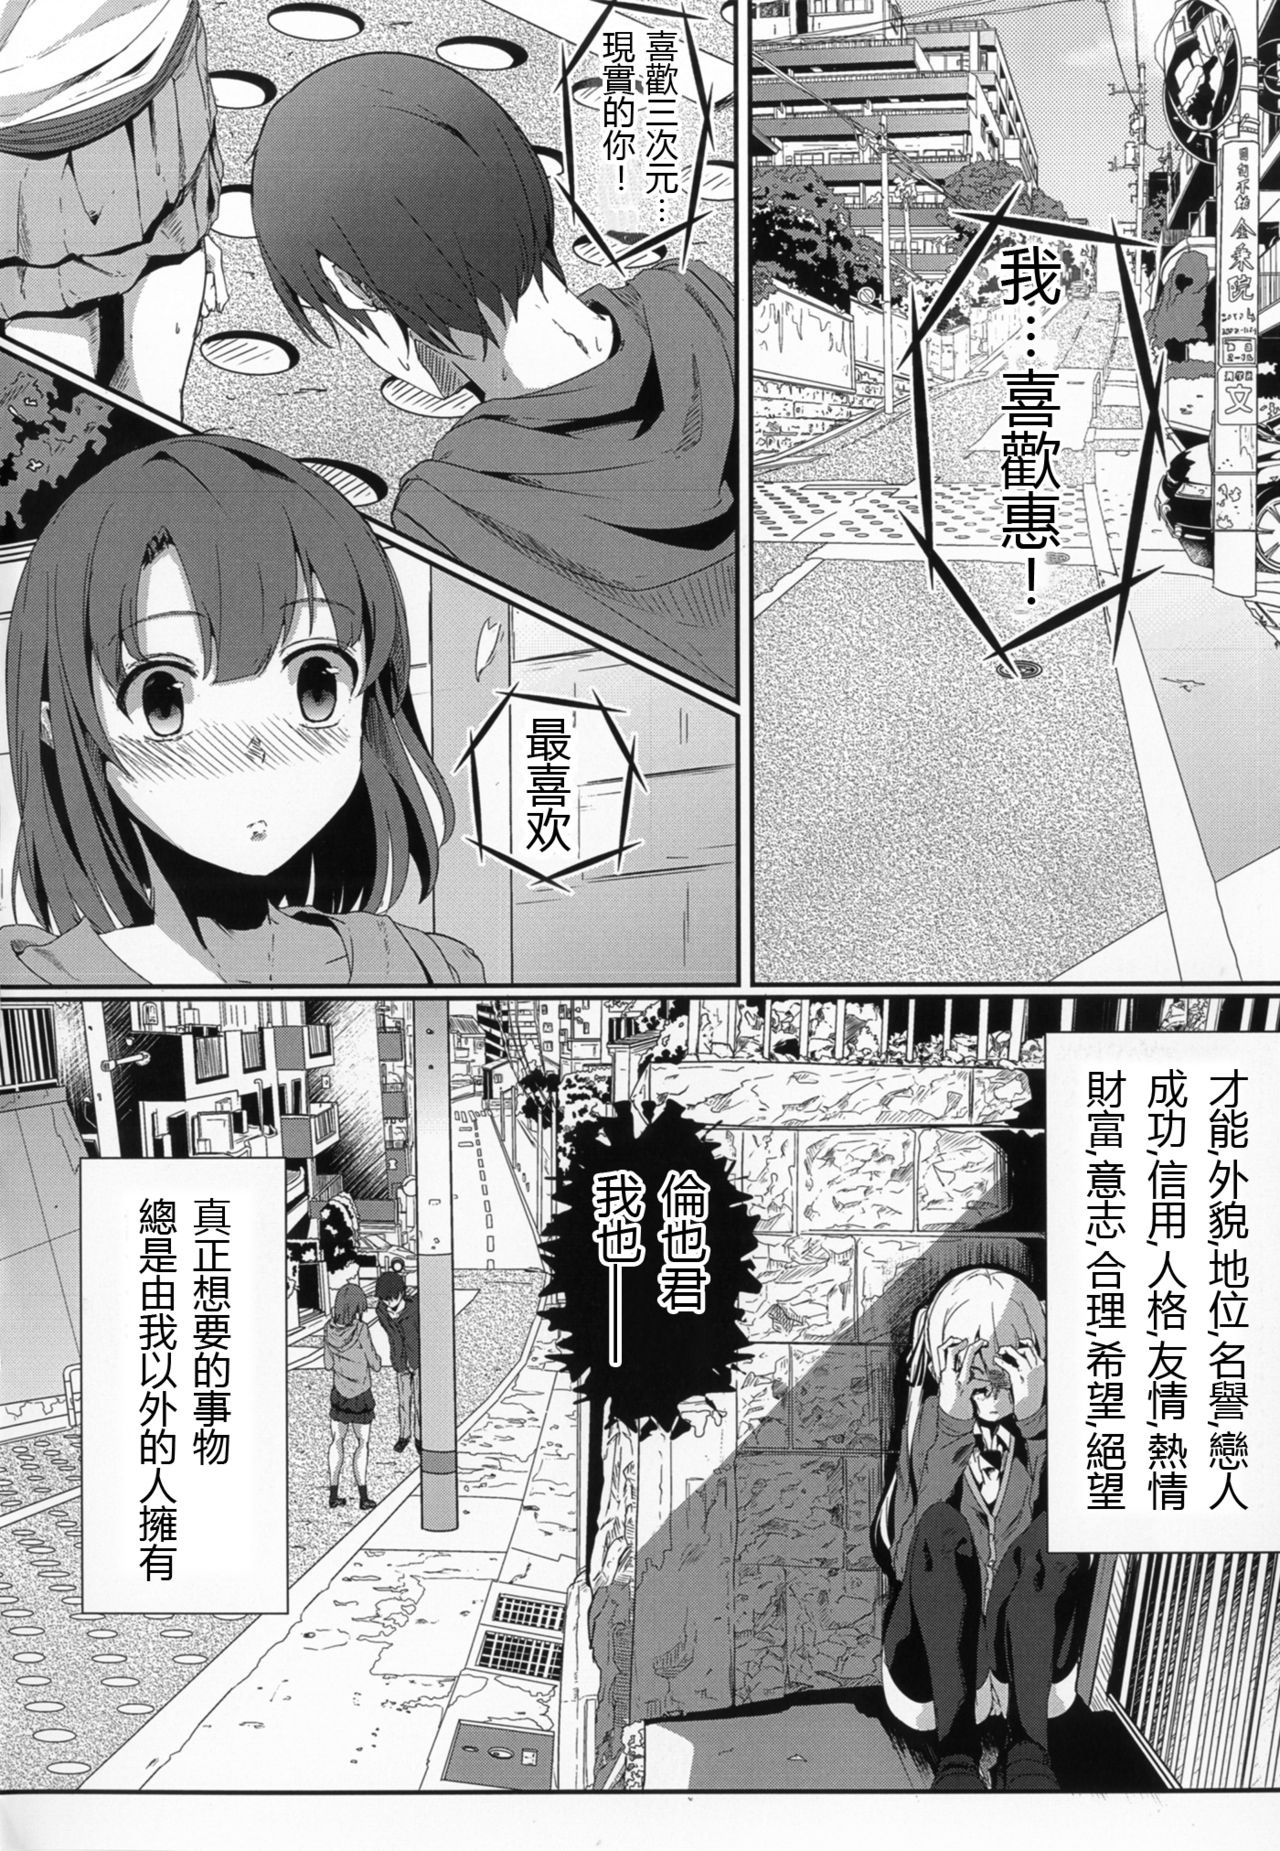 我…喜歡惠！
喜歡三次元…
現實的你！
最喜欢
才能,外貌,地位,名譽,戀人
成功,信用,人格,友情,熱情
財富,意志,合理,希望,絕望
倫也君
我也——
真正想要的事物
總是由我以外的人擁有
金乗院
文